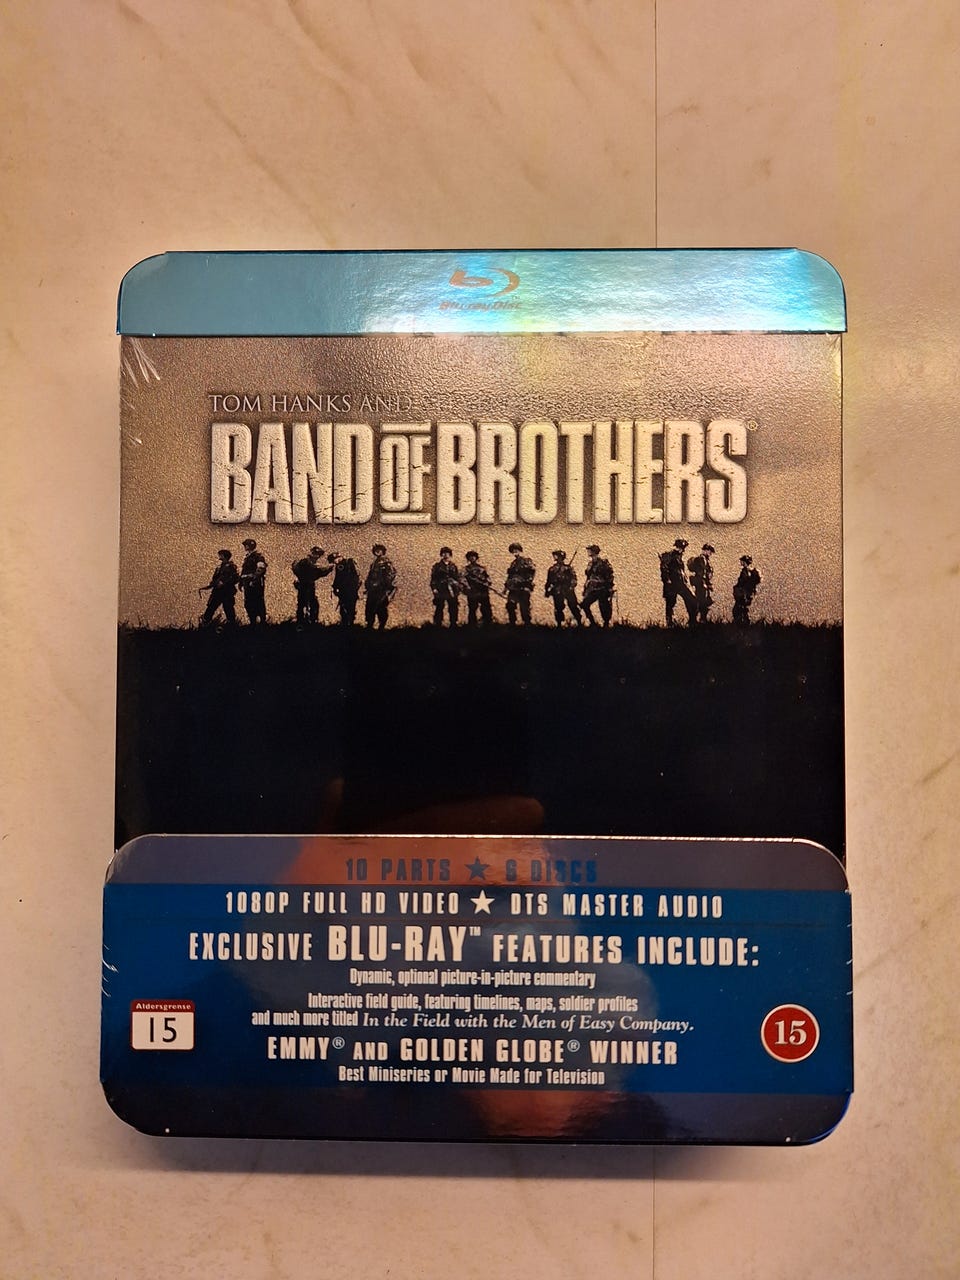 Blu-ray Disc
TOM HANKS AND
BAND OF BROTHERS®
10 PARTS ★ 6 DISCS
1080P FULL HD VIDEO ★ DTS MASTER AUDIO
EXCLUSIVE BLU-RAY™ FEATURES INCLUDE:
Dynamic, optional picture-in-picture commentary
Interactive field guide, featuring timelines, maps, soldier profiles
and much more titled In the Field with the Men of Easy Company.
EMMY® AND GOLDEN GLOBE® WINNER
Best Miniseries or Movie Made for Television
Aldersgrense
15
15